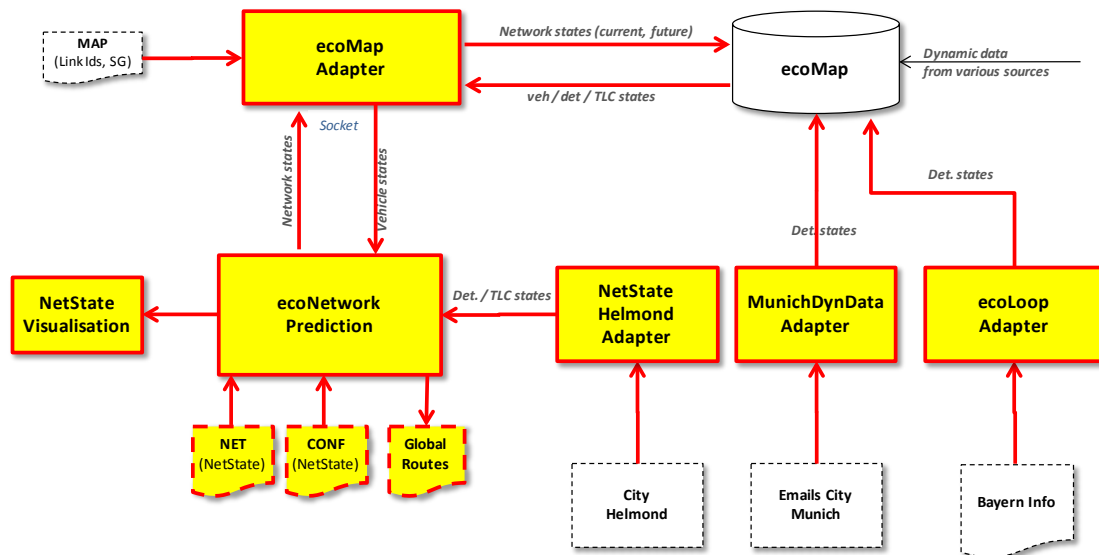 MAP
(Link Ids, SG)
ecoMap
Adapter
Network states (current, future)
veh / det / TLC states
ecoMap
Dynamic data
from various sources
Socket
Network states
Vehicle states
Det. states
Det. states
NetState
Visualisation
ecoNetwork
Prediction
Det. / TLC states
NetState
Helmond
Adapter
MunichDynData
Adapter
ecoLoop
Adapter
NET
(NetState)
CONF
(NetState)
Global
Routes
City
Helmond
Emails City
Munich
Bayern Info